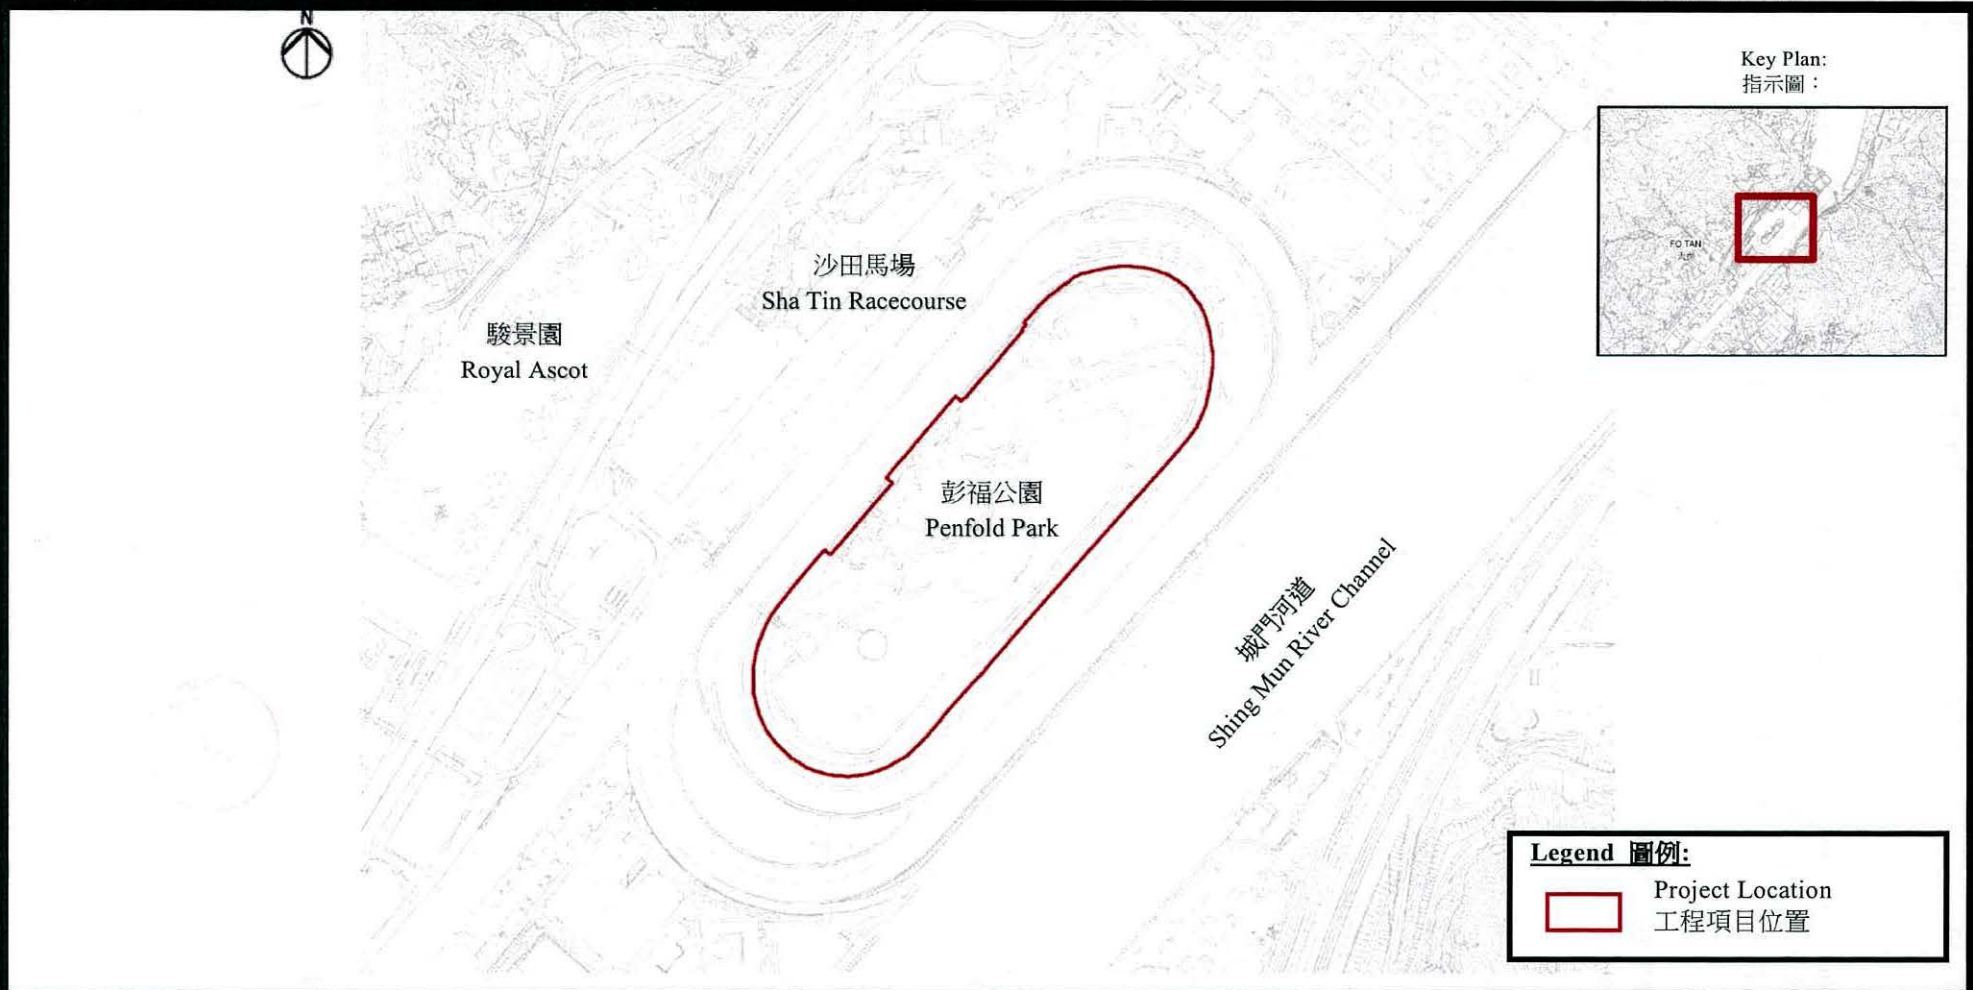 N
Key Plan:
指示圖：
FO TAN
火炭
沙田馬場
Sha Tin Racecourse
駿景園
Royal Ascot
彭福公園
Penfold Park
城門河道
Shing Mun River Channel
Legend 圖例:
Project Location
工程項目位置